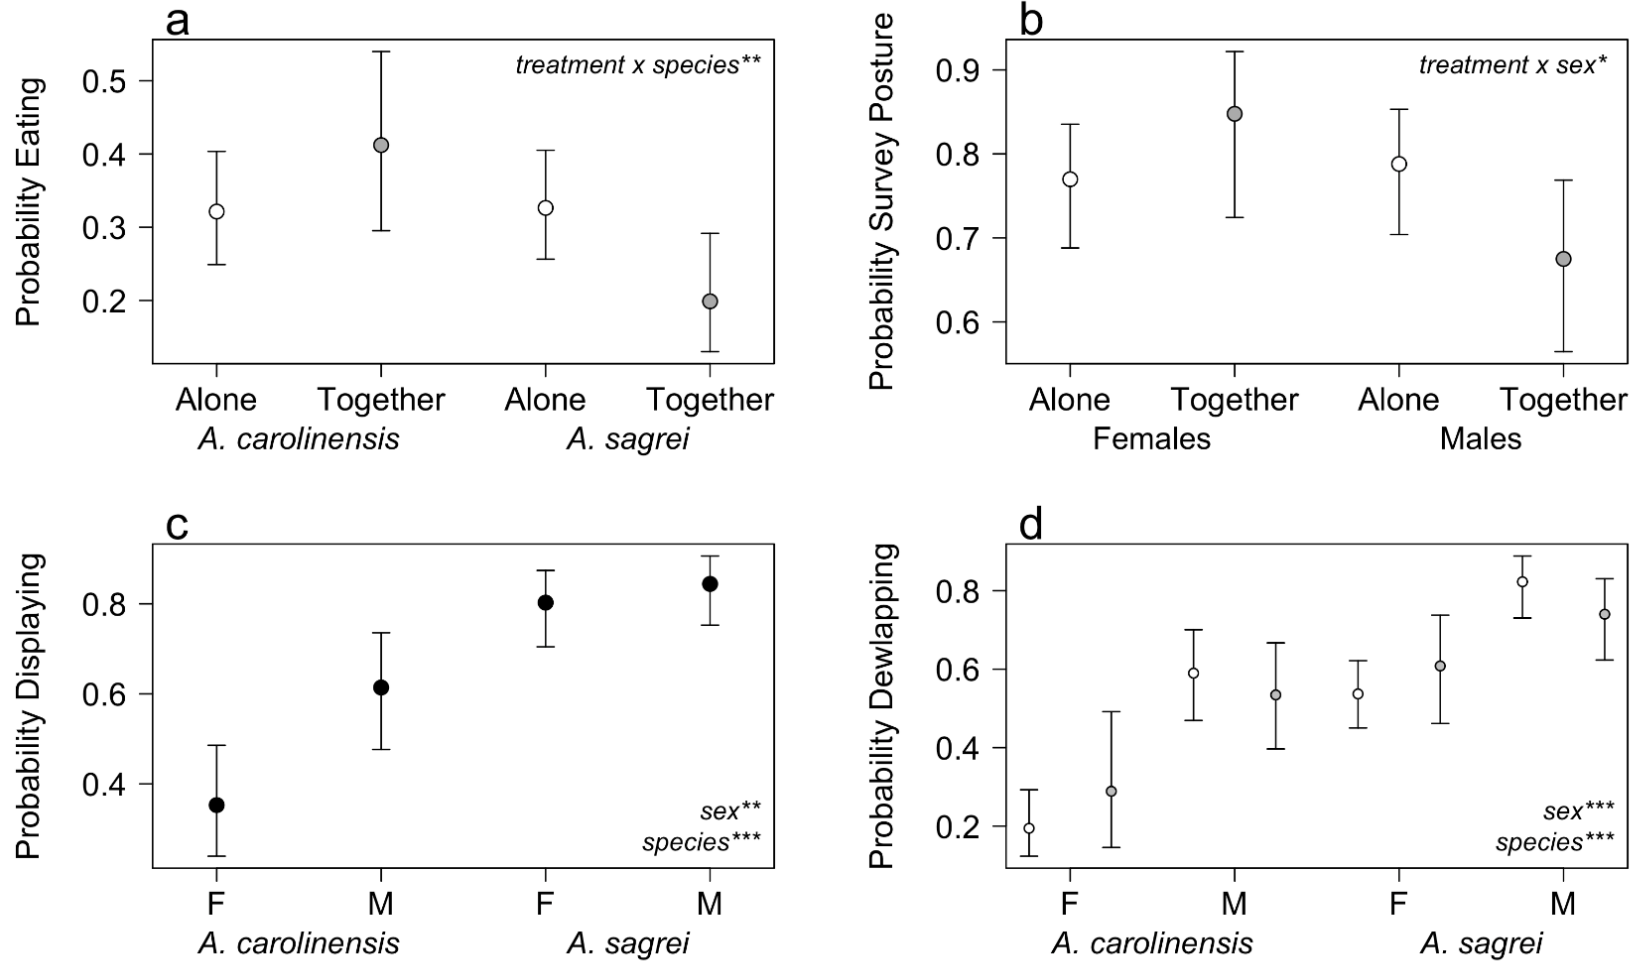 a
treatment x species**
Probability Eating
0.5
0.4
0.3
0.2
Alone Together Alone Together
A. carolinensis A. sagrei
b
treatment x sex*
Probability Survey Posture
0.9
0.8
0.7
0.6
Alone Together Alone Together
Females Males
c
Probability Displaying
0.8
0.6
0.4
sex**
species***
F M F M
A. carolinensis A. sagrei
d
Probability Dewlapping
0.8
0.6
0.4
0.2
sex***
species***
F M F M
A. carolinensis A. sagrei